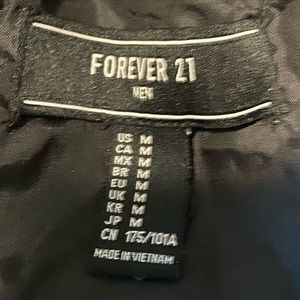 FOREVER 21
MEN
US M
CA M
MX M
BR M
EU M
UK M
KR M
JP M
CN 175/101A
MADE IN VIETNAM